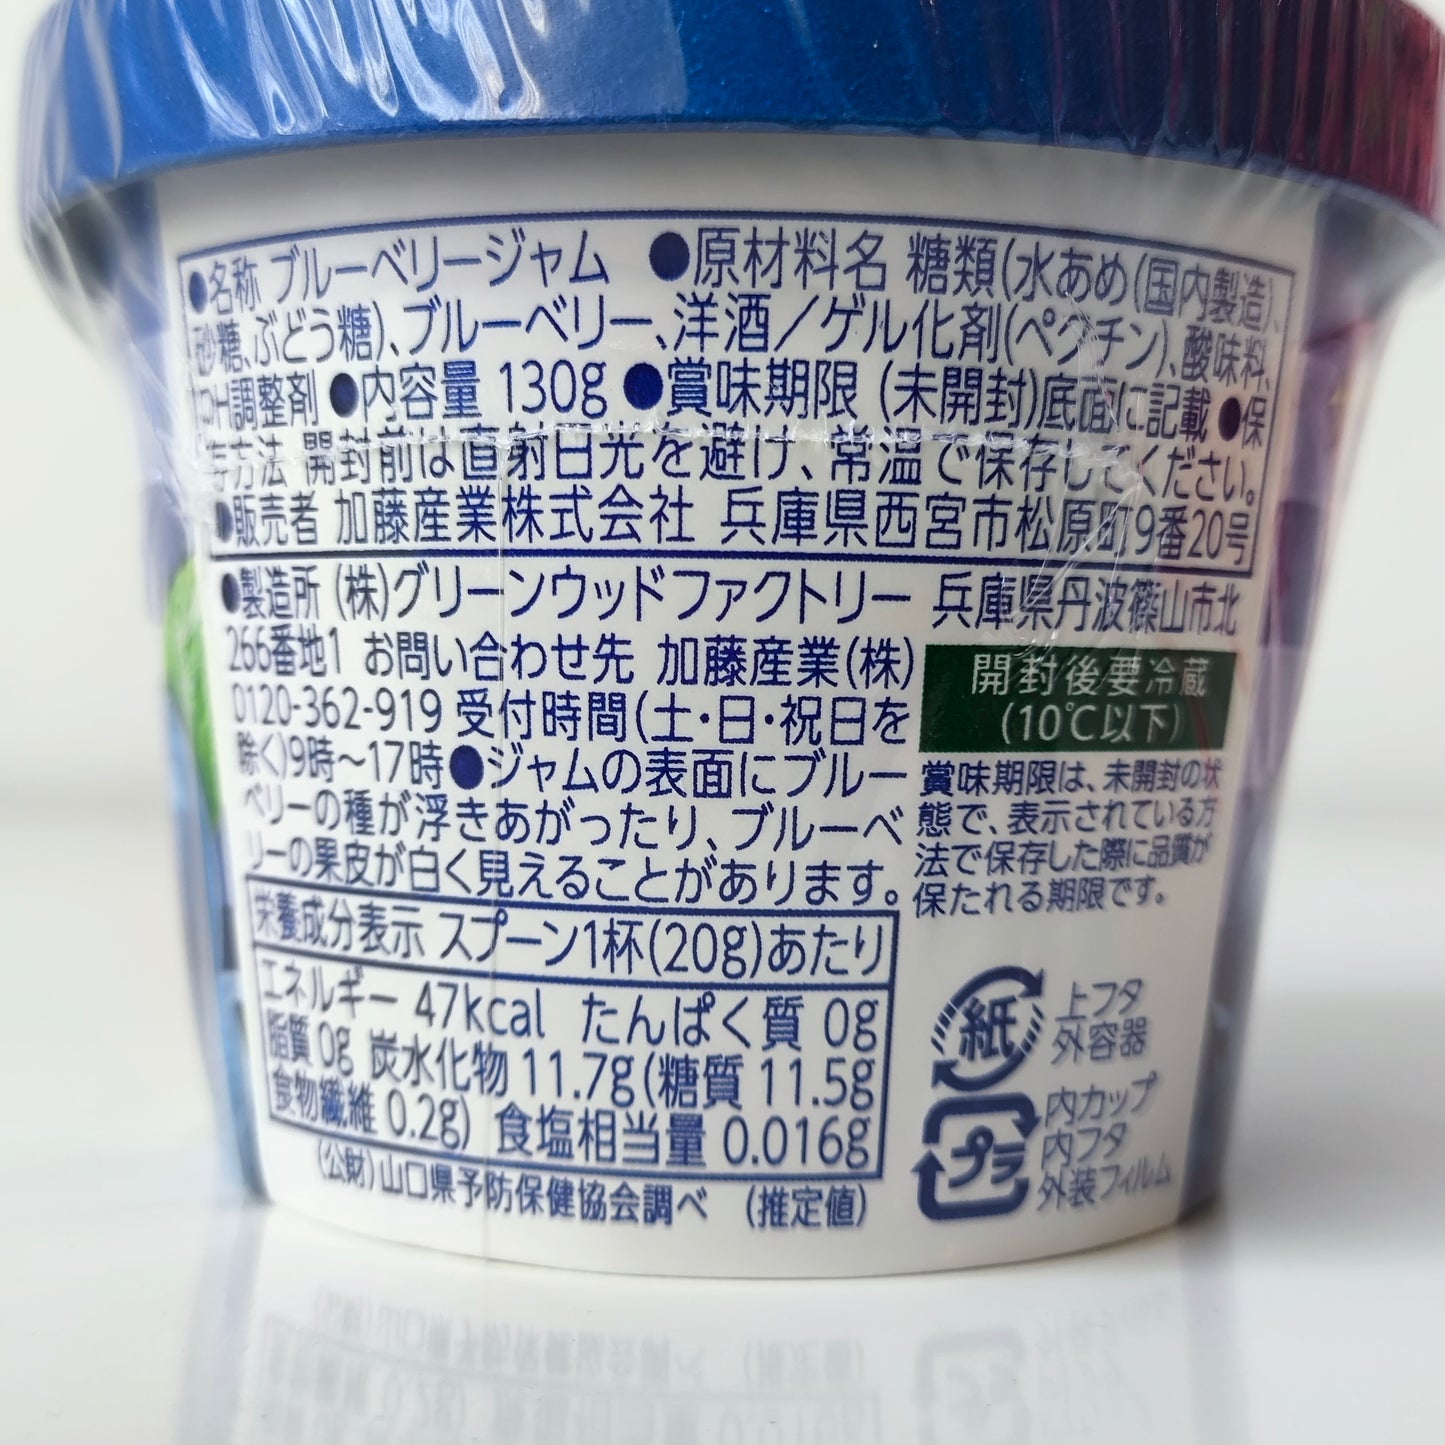 ●名称 ブルーベリージャム ●原材料名 糖類(水あめ(国内製造)、
砂糖、ぶどう糖)、ブルーベリー、洋酒／ゲル化剤(ペクチン)、酸味料、
pH調整剤 ●内容量 130g ●賞味期限 (未開封)底面に記載 ●保
存方法 開封前は直射日光を避け、常温で保存してください。
●販売者 加藤産業株式会社 兵庫県西宮市松原町9番20号
●製造所 (株)グリーンウッドファクトリー 兵庫県丹波篠山市北
266番地1 お問い合わせ先 加藤産業(株)
0120-362-919 受付時間(土・日・祝日を
除く)9時～17時●ジャムの表面にブルー
ベリーの種が浮きあがったり、ブルーベ
リーの果皮が白く見えることがあります。
開封後要冷蔵
(10℃以下)
賞味期限は、未開封の状
態で、表示されている方
法で保存した際に品質が
保たれる期限です。
栄養成分表示 スプーン1杯(20g)あたり
エネルギー 47kcal たんぱく質 0g
脂質 0g 炭水化物 11.7g(糖質 11.5g
食物繊維 0.2g) 食塩相当量 0.016g
(公財)山口県予防保健協会調べ (推定値)
紙
上フタ
外容器
プラ
内カップ
内フタ
外装フィルム